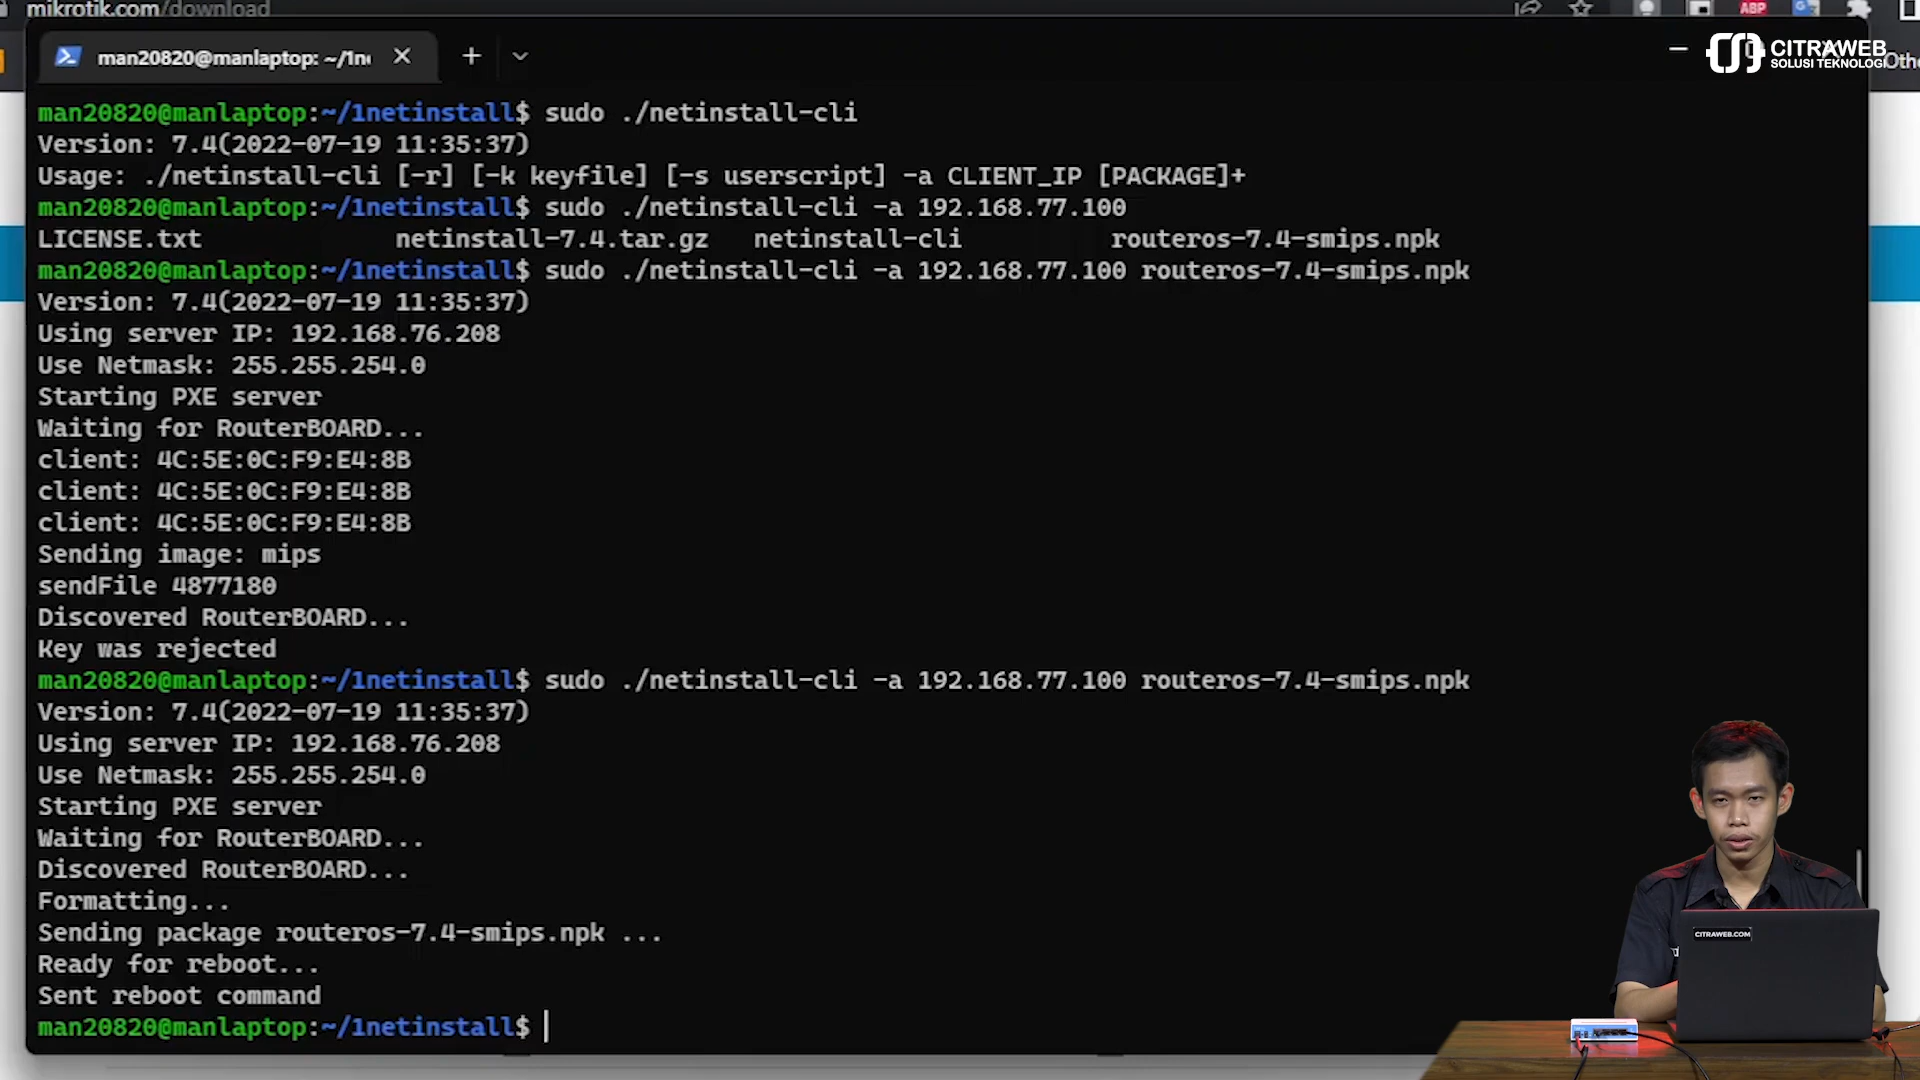 mikrotik.com/download
ABP
man20820@manlaptop: ~/1ne
CITRAWEB
SOLUSI TEKNOLOGI
Othe
man20820@manlaptop:~/1netinstall$ sudo ./netinstall-cli
Version: 7.4(2022-07-19 11:35:37)
Usage: ./netinstall-cli [-r] [-k keyfile] [-s userscript] -a CLIENT_IP [PACKAGE]+
man20820@manlaptop:~/1netinstall$ sudo ./netinstall-cli -a 192.168.77.100
LICENSE.txt netinstall-7.4.tar.gz netinstall-cli routeros-7.4-smips.npk
man20820@manlaptop:~/1netinstall$ sudo ./netinstall-cli -a 192.168.77.100 routeros-7.4-smips.npk
Version: 7.4(2022-07-19 11:35:37)
Using server IP: 192.168.76.208
Use Netmask: 255.255.254.0
Starting PXE server
Waiting for RouterBOARD...
client: 4C:5E:0C:F9:E4:8B
client: 4C:5E:0C:F9:E4:8B
client: 4C:5E:0C:F9:E4:8B
Sending image: mips
sendFile 4877180
Discovered RouterBOARD...
Key was rejected
man20820@manlaptop:~/1netinstall$ sudo ./netinstall-cli -a 192.168.77.100 routeros-7.4-smips.npk
Version: 7.4(2022-07-19 11:35:37)
Using server IP: 192.168.76.208
Use Netmask: 255.255.254.0
Starting PXE server
Waiting for RouterBOARD...
Discovered RouterBOARD...
Formatting...
Sending package routeros-7.4-smips.npk ...
Ready for reboot...
Sent reboot command
man20820@manlaptop:~/1netinstall$
CITRAWEB.COM